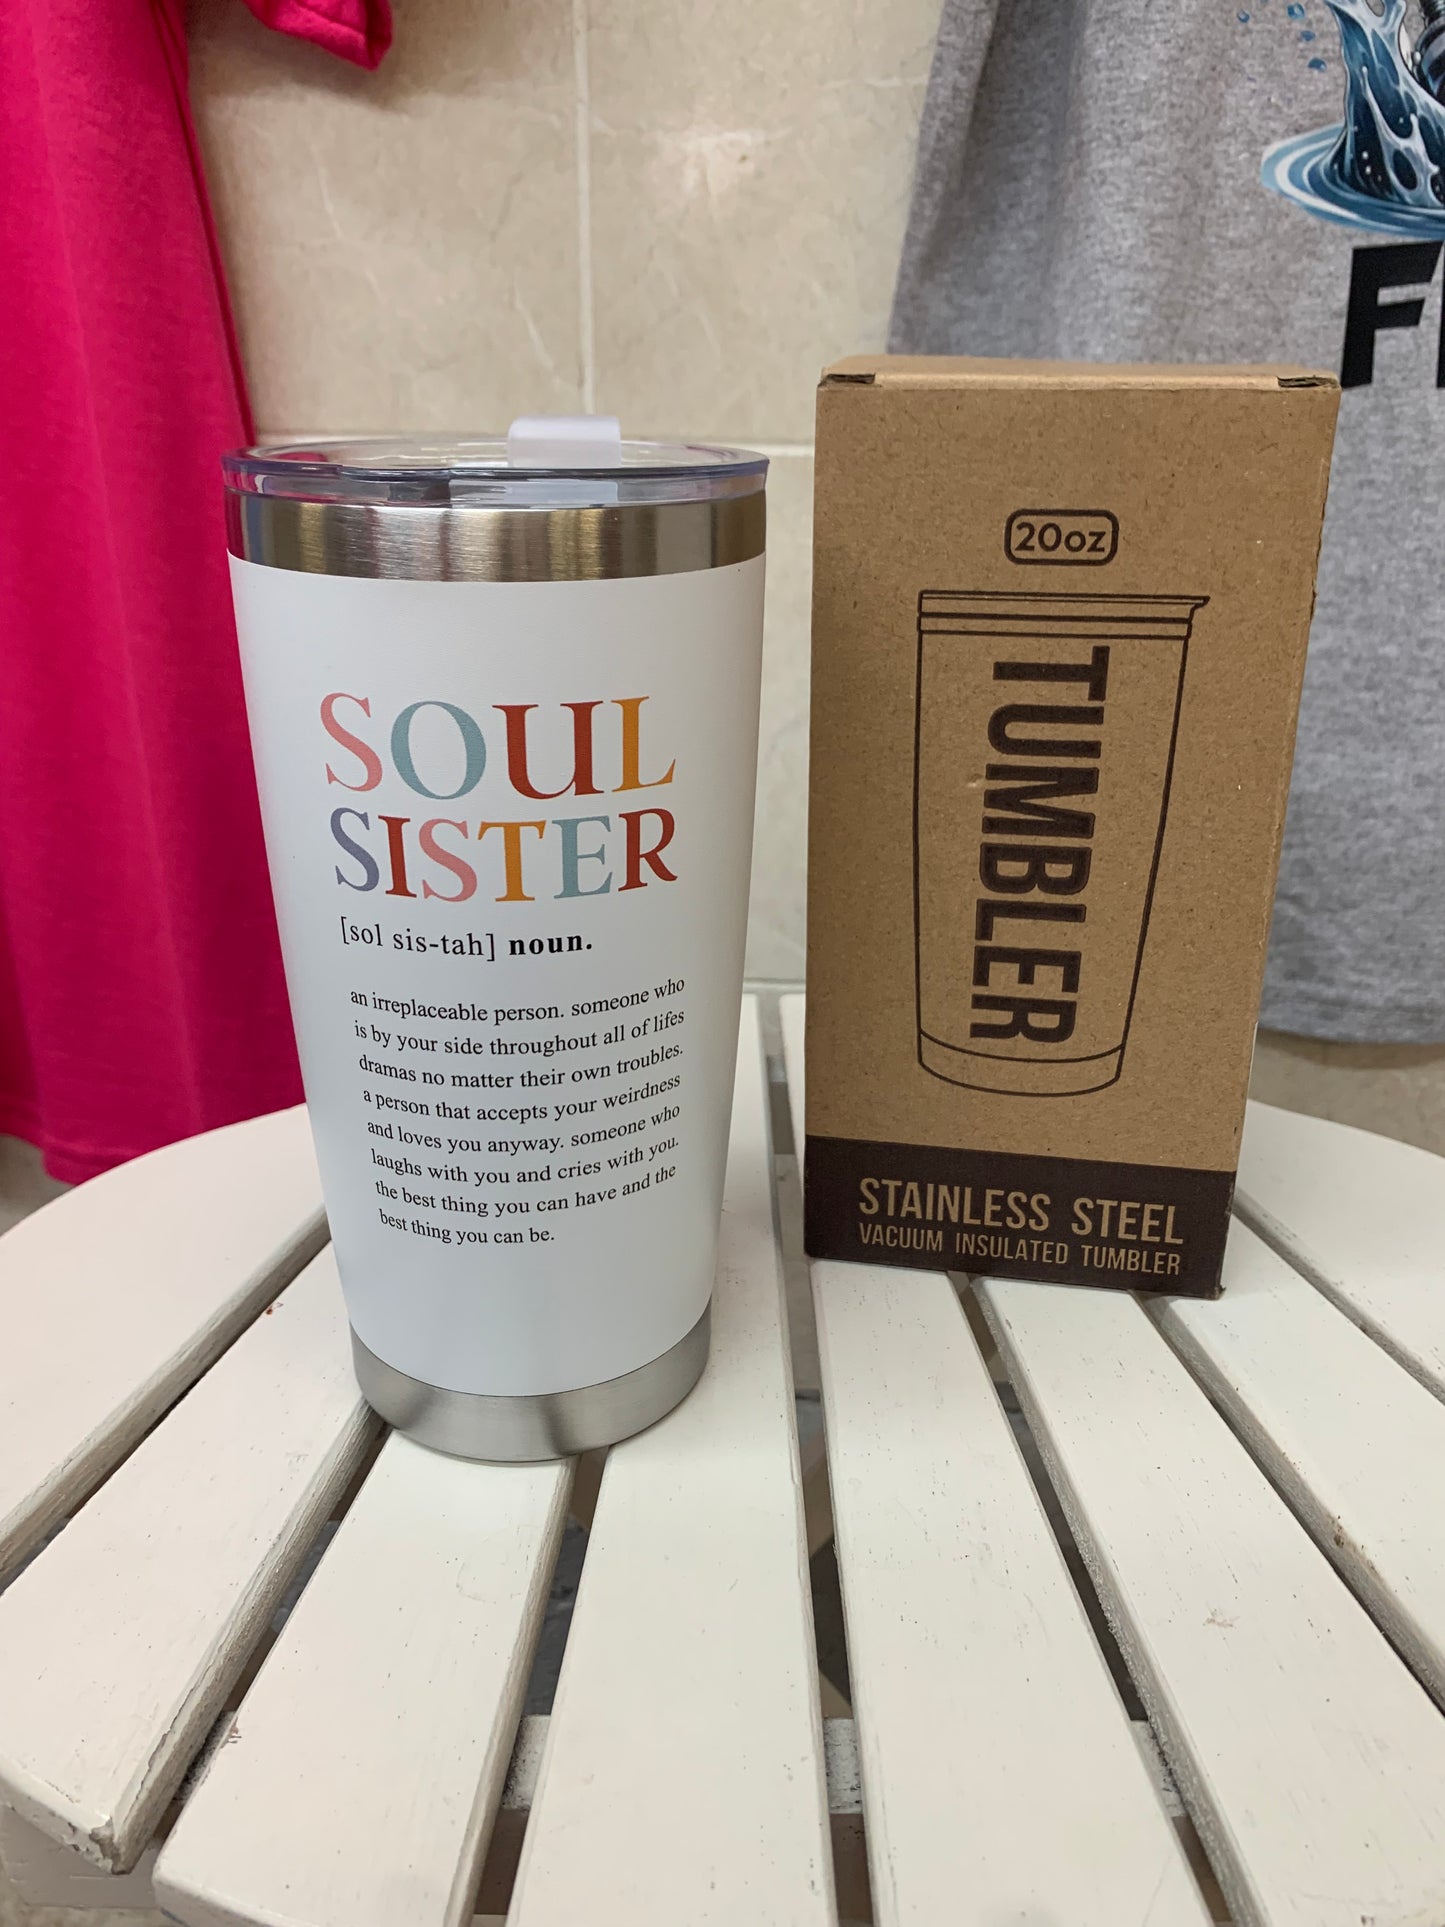 SOUL
SISTER
[sol sis-tah] noun.
an irreplaceable person. someone who
is by your side throughout all of lifes
dramas no matter their own troubles.
a person that accepts your weirdness
and loves you anyway. someone who
laughs with you and cries with you.
the best thing you can have and the
best thing you can be.
20oz
TUMBLER
STAINLESS STEEL
VACUUM INSULATED TUMBLER